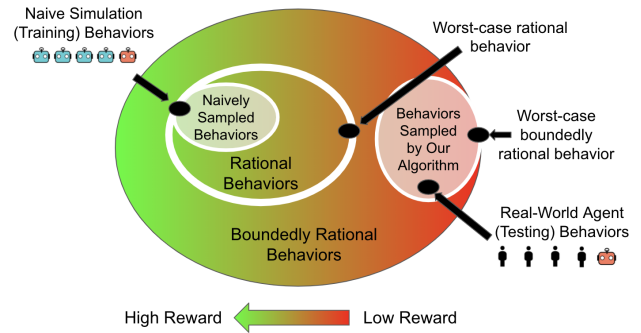 Naive Simulation
(Training) Behaviors
Worst-case rational
behavior
Naively
Sampled
Behaviors
Behaviors
Sampled
by Our
Algorithm
Worst-case
boundedly
rational behavior
Rational
Behaviors
Real-World Agent
(Testing) Behaviors
Boundedly Rational
Behaviors
High Reward
Low Reward